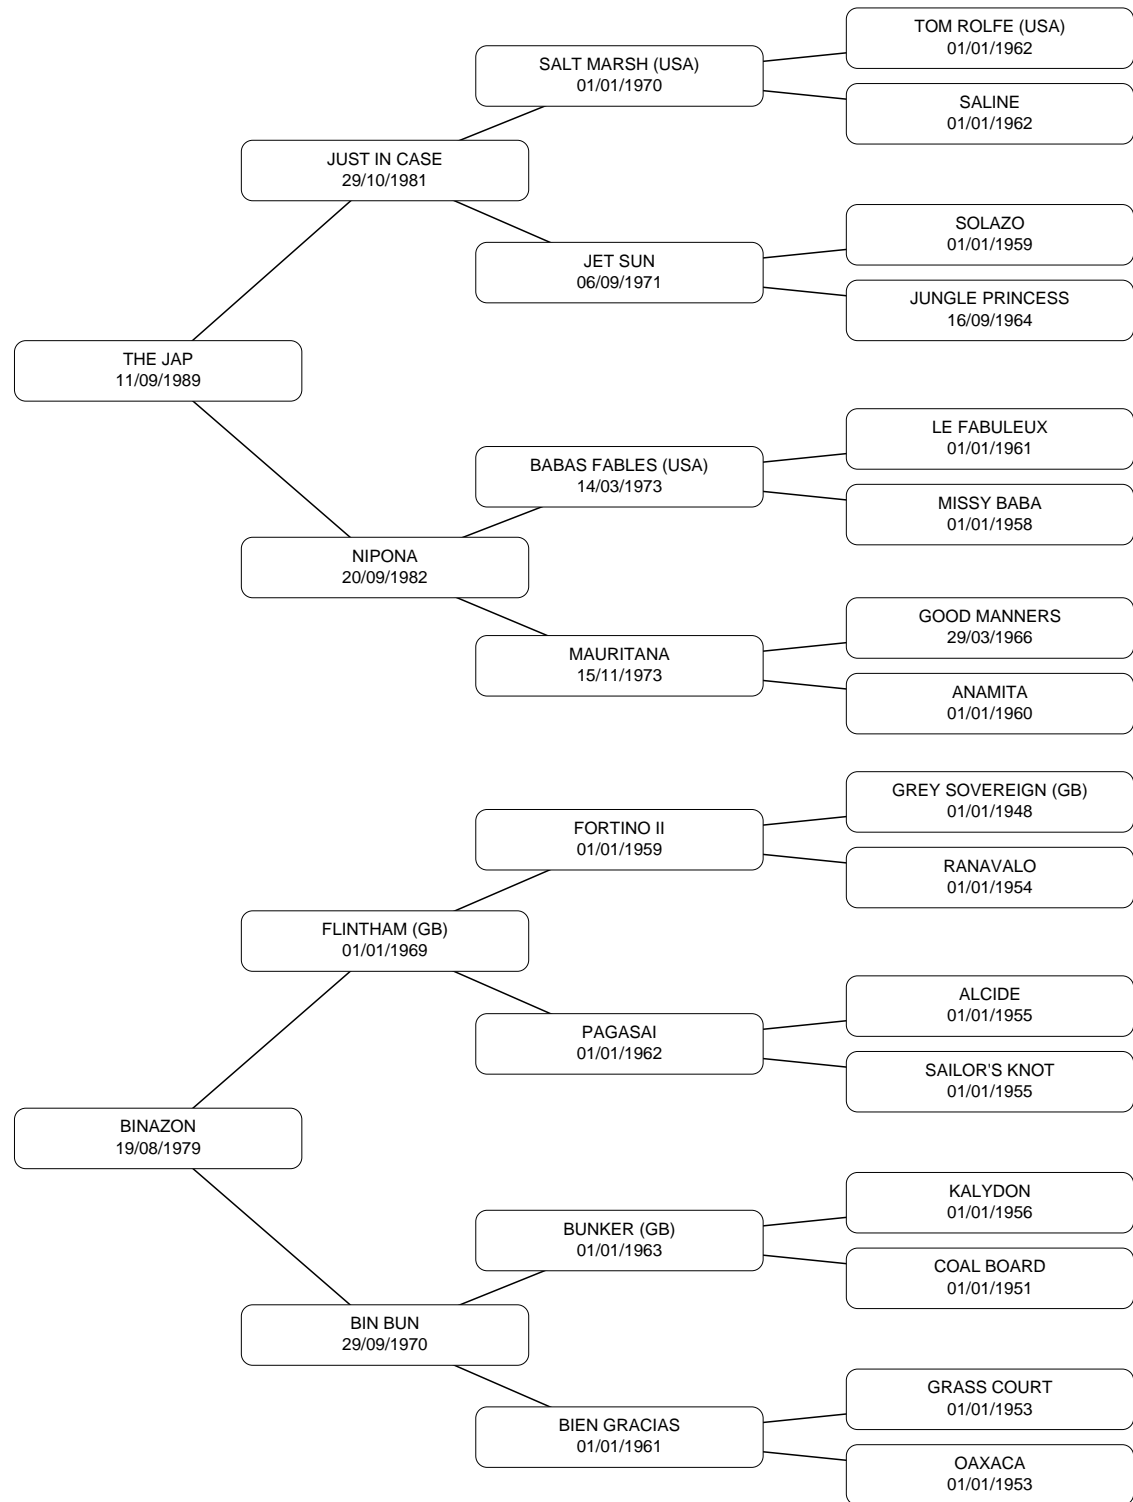 TOM ROLFE (USA)
01/01/1962
SALT MARSH (USA)
01/01/1970
SALINE
01/01/1962
JUST IN CASE
29/10/1981
SOLAZO
01/01/1959
JET SUN
06/09/1971
JUNGLE PRINCESS
16/09/1964
THE JAP
11/09/1989
LE FABULEUX
01/01/1961
BABAS FABLES (USA)
14/03/1973
MISSY BABA
01/01/1958
NIPONA
20/09/1982
GOOD MANNERS
29/03/1966
MAURITANA
15/11/1973
ANAMITA
01/01/1960
GREY SOVEREIGN (GB)
01/01/1948
FORTINO II
01/01/1959
RANAVALO
01/01/1954
FLINTHAM (GB)
01/01/1969
ALCIDE
01/01/1955
PAGASAI
01/01/1962
SAILOR'S KNOT
01/01/1955
BINAZON
19/08/1979
KALYDON
01/01/1956
BUNKER (GB)
01/01/1963
COAL BOARD
01/01/1951
BIN BUN
29/09/1970
GRASS COURT
01/01/1953
BIEN GRACIAS
01/01/1961
OAXACA
01/01/1953